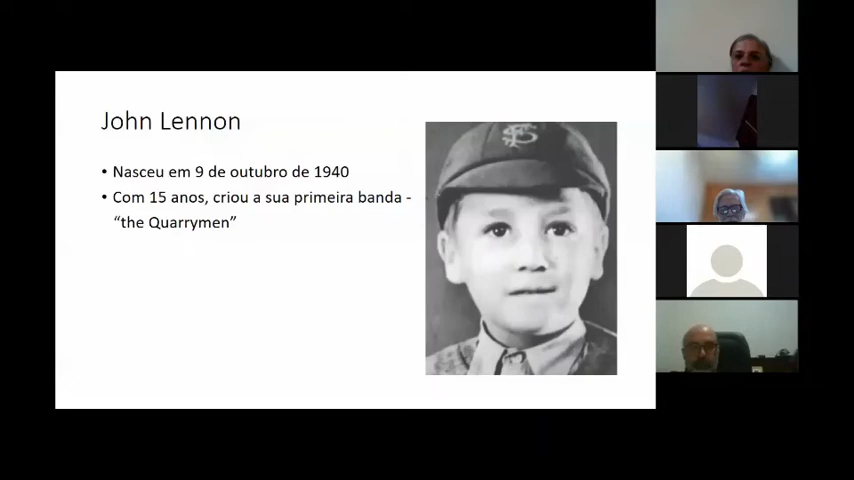 John Lennon
• Nasceu em 9 de outubro de 1940
• Com 15 anos, criou a sua primeira banda -
“the Quarrymen”